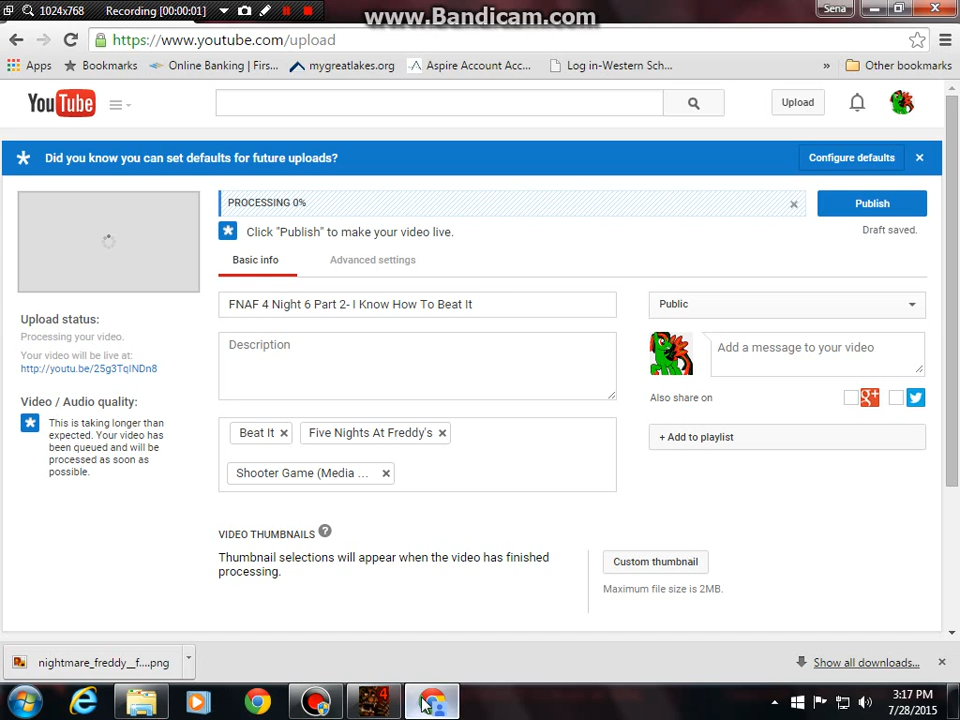 1024x768 Recording [00:00:01]
www.Bandicam.com
Sena
https://www.youtube.com/upload
Apps Bookmarks Online Banking | Firs... mygreatlakes.org Aspire Account Acc... Log in-Western Sch... » Other bookmarks
YouTube Upload
Did you know you can set defaults for future uploads? Configure defaults
PROCESSING 0% Publish
Click "Publish" to make your video live. Draft saved.
Basic info Advanced settings
FNAF 4 Night 6 Part 2- I Know How To Beat It Public
Upload status:
Processing your video.
Your video will be live at:
http://youtu.be/25g3TqINDn8
Description
Add a message to your video
Also share on g+
Video / Audio quality:
This is taking longer than
expected. Your video has
been queued and will be
processed as soon as
possible.
Beat It Five Nights At Freddy's
Shooter Game (Media ...
+ Add to playlist
VIDEO THUMBNAILS ?
Thumbnail selections will appear when the video has finished
processing.
Custom thumbnail
Maximum file size is 2MB.
nightmare_freddy__f....png Show all downloads...
4
3:17 PM
7/28/2015